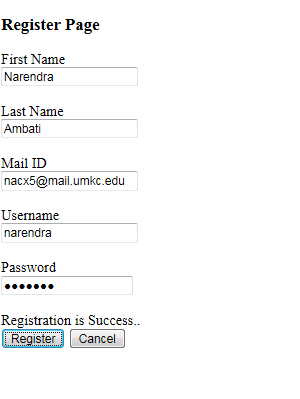 Register Page
First Name
Narendra
Last Name
Ambati
Mail ID
nacx5@mail.umkc.edu
Username
narendra
Password
●●●●●●●
Registration is Success..
Register Cancel